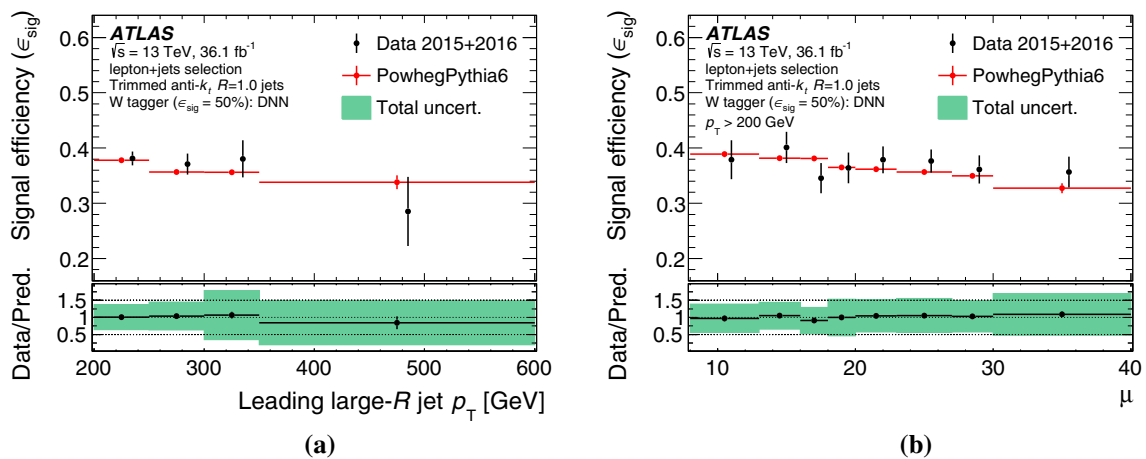 ATLAS
√s = 13 TeV, 36.1 fb⁻¹
lepton+jets selection
Trimmed anti-kₜ R=1.0 jets
W tagger (ϵsig = 50%): DNN
Data 2015+2016
PowhegPythia6
Total uncert.
Signal efficiency (ϵsig)
0.6
0.5
0.4
0.3
0.2
Data/Pred.
1.5
1
0.5
200 300 400 500 600
Leading large-R jet pT [GeV]
(a)
ATLAS
√s = 13 TeV, 36.1 fb⁻¹
lepton+jets selection
Trimmed anti-kₜ R=1.0 jets
W tagger (ϵsig = 50%): DNN
pT > 200 GeV
Data 2015+2016
PowhegPythia6
Total uncert.
Signal efficiency (ϵsig)
0.6
0.5
0.4
0.3
0.2
Data/Pred.
1.5
1
0.5
10 20 30 40
μ
(b)